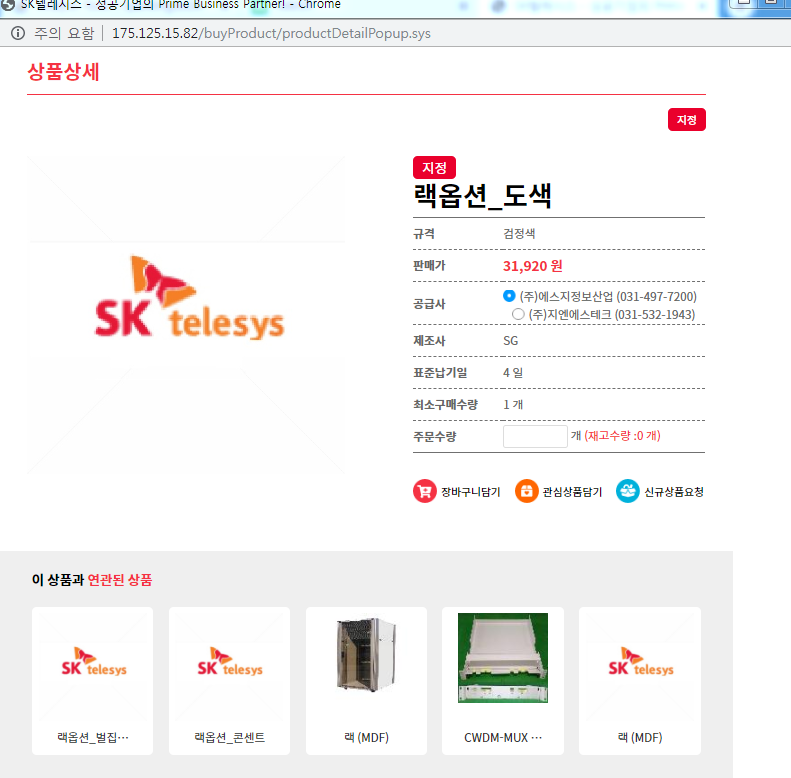 SK텔레시스 - 성공기업의 Prime Business Partner! - Chrome
주의 요함 | 175.125.15.82/buyProduct/productDetailPopup.sys
상품상세
지정
지정
랙옵션_도색
규격 검정색
판매가 31,920 원
공급사 (주)에스지정보산업 (031-497-7200)
(주)지엔에스테크 (031-532-1943)
제조사 SG
표준납기일 4 일
최소구매수량 1 개
주문수량 개 (재고수량 :0 개)
SK telesys
장바구니담기 관심상품담기 신규상품요청
이 상품과 연관된 상품
SK telesys SK telesys SK telesys
랙옵션_벌집… 랙옵션_콘센트 랙 (MDF) CWDM-MUX … 랙 (MDF)